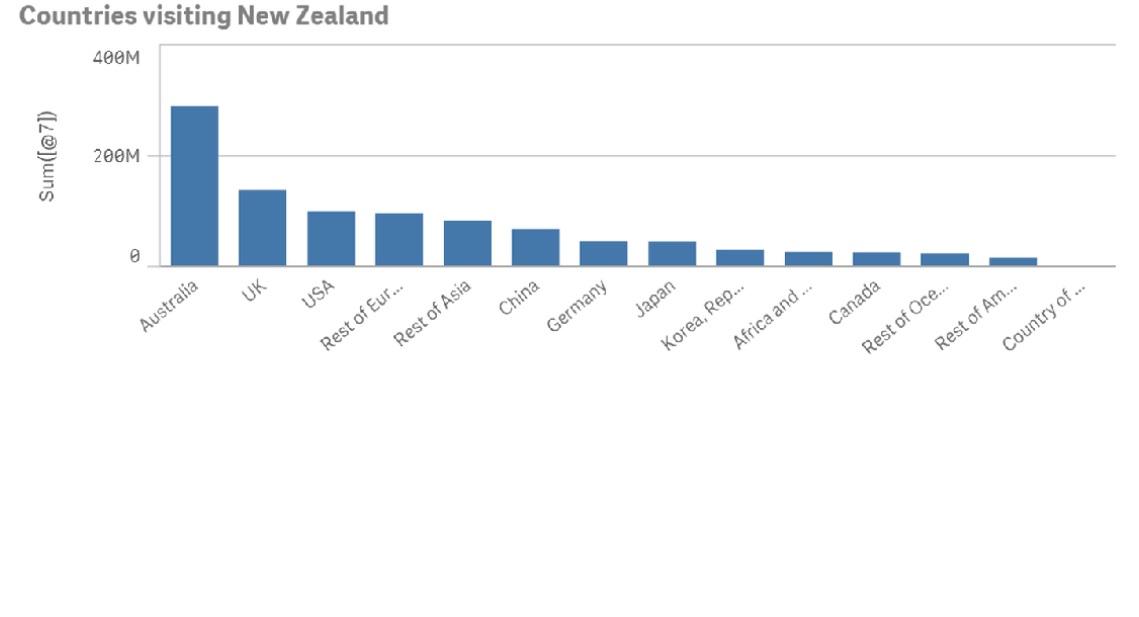 Countries visiting New Zealand
400M
200M
0
Sum([@7])
Australia
UK
USA
Rest of Eur...
Rest of Asia
China
Germany
Japan
Korea, Rep...
Africa and ...
Canada
Rest of Oce...
Rest of Am...
Country of ...